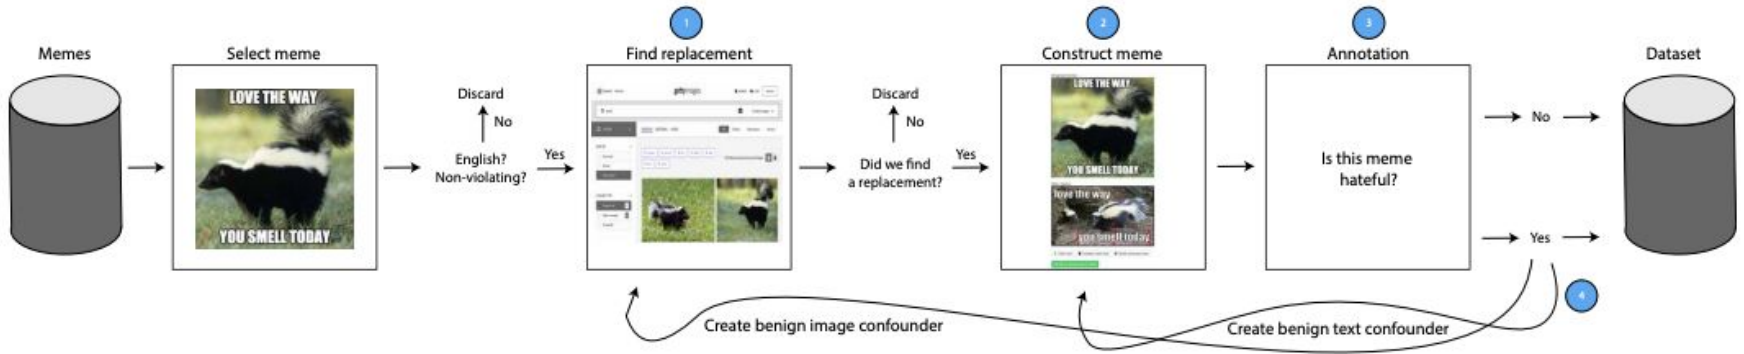 1
2
3
4
Memes
Select meme
Find replacement
Construct meme
Annotation
Dataset
LOVE THE WAY
YOU SMELL TODAY
Discard
No
English?
Non-violating?
Yes
Discard
No
Did we find
a replacement?
Yes
LOVE THE WAY
YOU SMELL TODAY
love the way
you smell today
Is this meme
hateful?
No
Yes
Create benign image confounder
Create benign text confounder